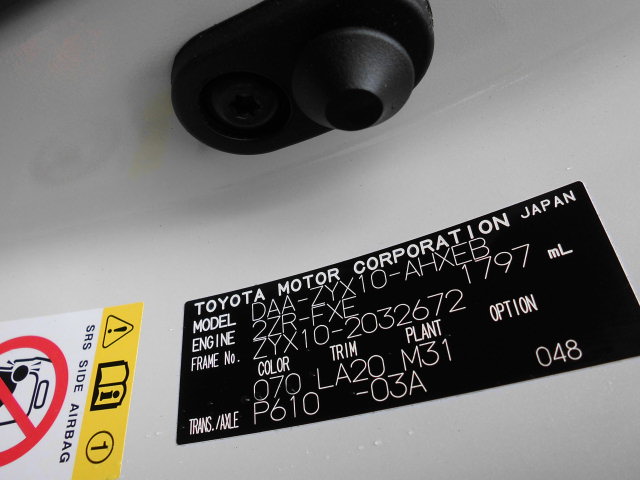 TOYOTA MOTOR CORPORATION JAPAN
MODEL DAA-ZYX10-AHXEB
ENGINE 2ZR-FXE 1797 mL
FRAME No. ZYX10-2032672
COLOR TRIM PLANT OPTION
070 LA20 M31
TRANS./AXLE P610 -03A 048
SRS SIDE AIRBAG
1